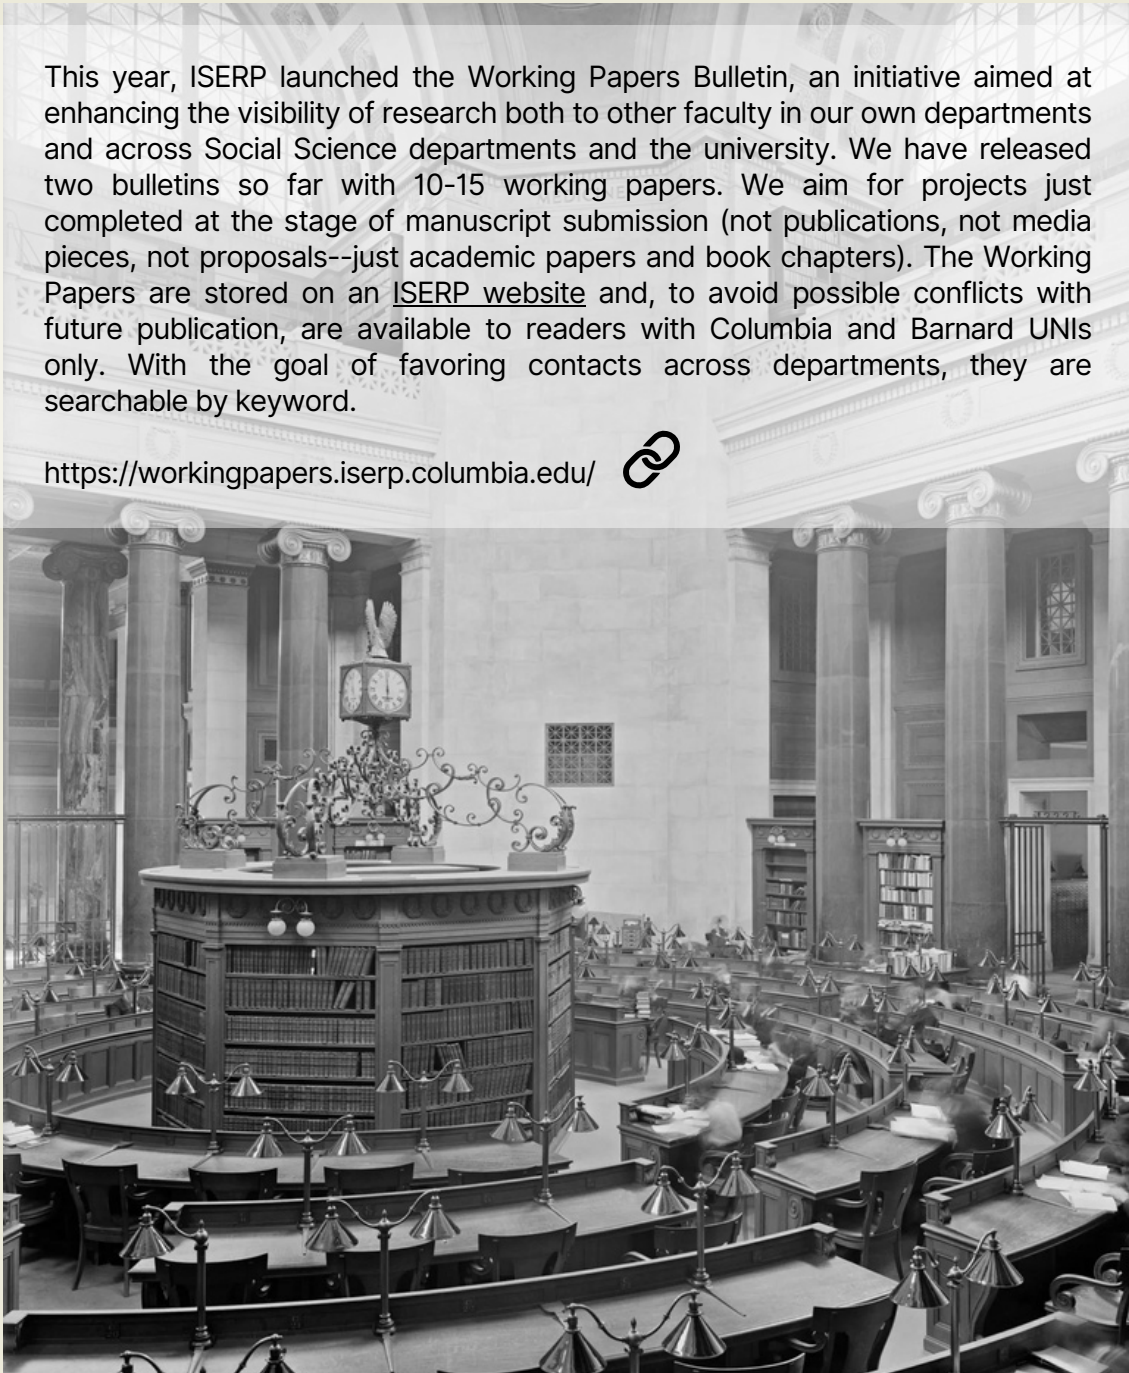 This year, ISERP launched the Working Papers Bulletin, an initiative aimed at
enhancing the visibility of research both to other faculty in our own departments
and across Social Science departments and the university. We have released
two bulletins so far with 10-15 working papers. We aim for projects just
completed at the stage of manuscript submission (not publications, not media
pieces, not proposals--just academic papers and book chapters). The Working
Papers are stored on an ISERP website and, to avoid possible conflicts with
future publication, are available to readers with Columbia and Barnard UNIs
only. With the goal of favoring contacts across departments, they are
searchable by keyword.
https://workingpapers.iserp.columbia.edu/